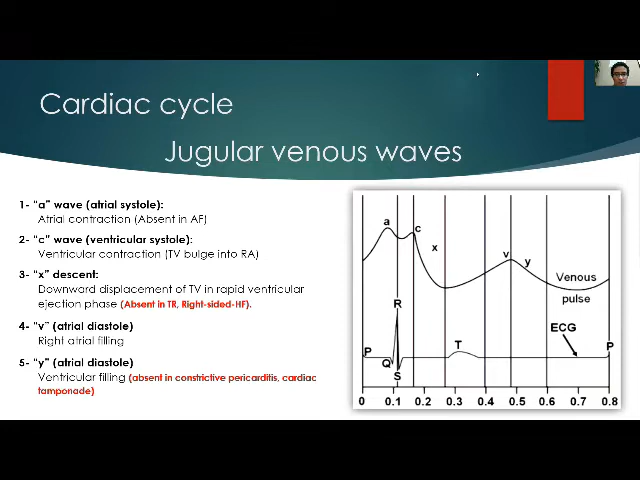 Cardiac cycle
Jugular venous waves
1- "a" wave (atrial systole):
Atrial contraction (Absent in AF)
2- "c" wave (ventricular systole):
Ventricular contraction (TV bulge into RA)
3- "x" descent:
Downward displacement of TV in rapid ventricular
ejection phase (Absent in TR, Right-sided-HF).
4- "v" (atrial diastole)
Right atrial filling
5- "y" (atrial diastole)
Ventricular filling (absent in constrictive pericarditis, cardiac
tamponade)
a
c
x
v
y
Venous
pulse
R
ECG
P
T
P
Q
S
0 0.1 0.2 0.3 0.4 0.5 0.6 0.7 0.8